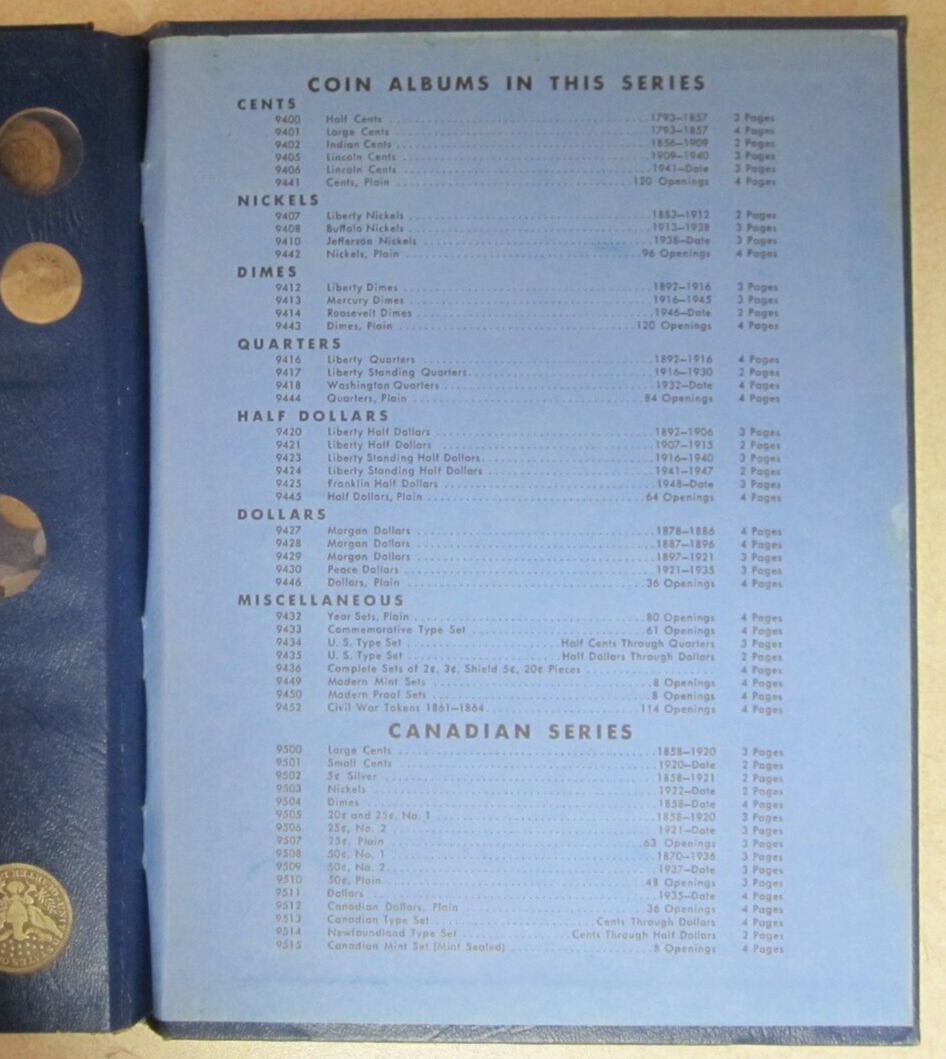 COIN ALBUMS IN THIS SERIES
CENTS
9400 Half Cents 1793–1857 3 Pages
9401 Large Cents 1793–1857 4 Pages
9402 Indian Cents 1856–1909 2 Pages
9405 Lincoln Cents 1909–1940 3 Pages
9406 Lincoln Cents 1941–Date 3 Pages
9441 Cents, Plain 120 Openings 4 Pages
NICKELS
9407 Liberty Nickels 1883–1912 2 Pages
9408 Buffalo Nickels 1913–1938 3 Pages
9410 Jefferson Nickels 1938–Date 3 Pages
9442 Nickels, Plain 96 Openings 4 Pages
DIMES
9412 Liberty Dimes 1892–1916 3 Pages
9413 Mercury Dimes 1916–1945 3 Pages
9414 Roosevelt Dimes 1946–Date 2 Pages
9443 Dimes, Plain 120 Openings 4 Pages
QUARTERS
9416 Liberty Quarters 1892–1916 4 Pages
9417 Liberty Standing Quarters 1916–1930 2 Pages
9418 Washington Quarters 1932–Date 4 Pages
9444 Quarters, Plain 84 Openings 4 Pages
HALF DOLLARS
9420 Liberty Half Dollars 1892–1906 3 Pages
9421 Liberty Half Dollars 1907–1915 2 Pages
9423 Liberty Standing Half Dollars 1916–1940 3 Pages
9424 Liberty Standing Half Dollars 1941–1947 2 Pages
9425 Franklin Half Dollars 1948–Date 3 Pages
9445 Half Dollars, Plain 64 Openings 4 Pages
DOLLARS
9427 Morgan Dollars 1878–1886 4 Pages
9428 Morgan Dollars 1887–1896 4 Pages
9429 Morgan Dollars 1897–1921 3 Pages
9430 Peace Dollars 1921–1935 3 Pages
9446 Dollars, Plain 36 Openings 4 Pages
MISCELLANEOUS
9432 Year Sets, Plain 80 Openings 4 Pages
9433 Commemorative Type Set 61 Openings 4 Pages
9434 U. S. Type Set Half Cents Through Quarters 3 Pages
9435 U. S. Type Set Half Dollars Through Dollars 2 Pages
9436 Complete Sets of 2¢, 3¢, Shield 5¢, 20¢ Pieces 4 Pages
9449 Modern Mint Sets 8 Openings 4 Pages
9450 Modern Proof Sets 8 Openings 4 Pages
9452 Civil War Tokens 1861–1864 114 Openings 4 Pages
CANADIAN SERIES
9500 Large Cents 1858–1920 3 Pages
9501 Small Cents 1920–Date 2 Pages
9502 5¢ Silver 1858–1921 2 Pages
9503 Nickels 1922–Date 2 Pages
9504 Dimes 1858–Date 4 Pages
9505 20¢ and 25¢, No. 1 1858–1920 3 Pages
9506 25¢, No. 2 1921–Date 3 Pages
9507 25¢, Plain 63 Openings 3 Pages
9508 50¢, No. 1 1870–1936 3 Pages
9509 50¢, No. 2 1937–Date 3 Pages
9510 50¢, Plain 48 Openings 3 Pages
9511 Dollars 1935–Date 4 Pages
9512 Canadian Dollars, Plain 36 Openings 4 Pages
9513 Canadian Type Set Cents Through Dollars 4 Pages
9514 Newfoundland Type Set Cents Through Half Dollars 2 Pages
9515 Canadian Mint Set (Mint Sealed) 8 Openings 4 Pages